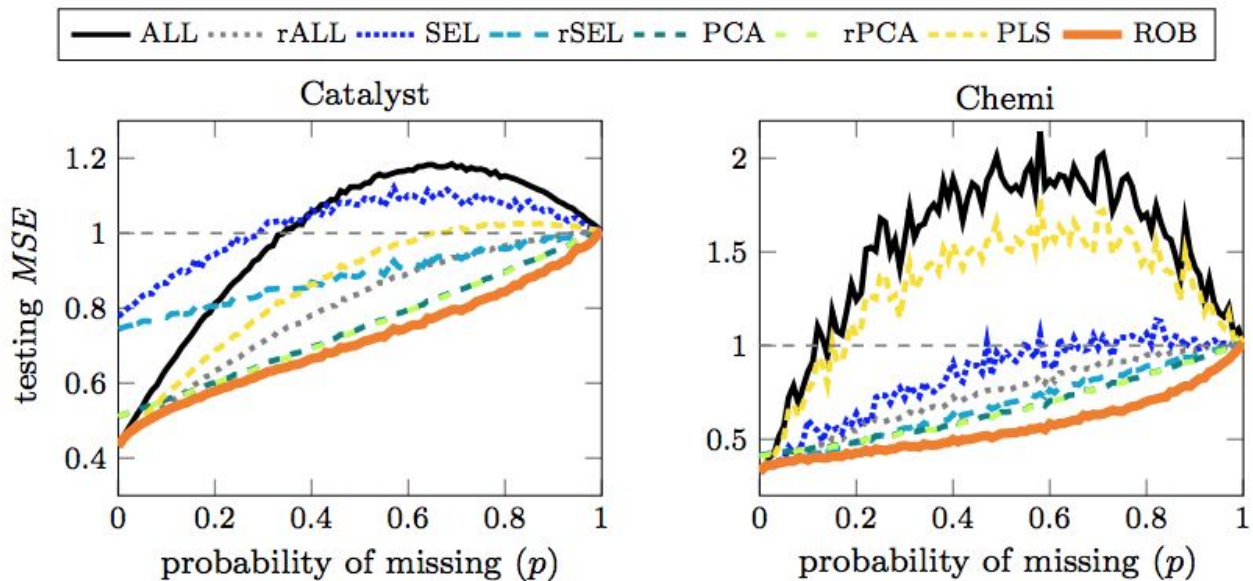 ALL rALL SEL rSEL PCA rPCA PLS ROB
Catalyst
testing MSE
1.2
1
0.8
0.6
0.4
0 0.2 0.4 0.6 0.8 1
probability of missing (p)
Chemi
2
1.5
1
0.5
0 0.2 0.4 0.6 0.8 1
probability of missing (p)